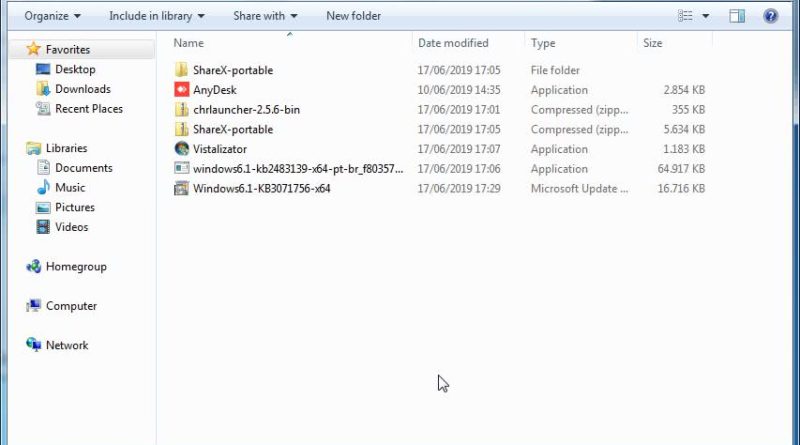 Organize Include in library Share with New folder
Name Date modified Type Size
Favorites
Desktop
Downloads
Recent Places
Libraries
Documents
Music
Pictures
Videos
Homegroup
Computer
Network
ShareX-portable 17/06/2019 17:05 File folder
AnyDesk 10/06/2019 14:35 Application 2.854 KB
chrlauncher-2.5.6-bin 17/06/2019 17:01 Compressed (zipp... 355 KB
ShareX-portable 17/06/2019 17:05 Compressed (zipp... 5.634 KB
Vistalizator 17/06/2019 17:07 Application 1.183 KB
windows6.1-kb2483139-x64-pt-br_f80357... 17/06/2019 17:06 Application 64.917 KB
Windows6.1-KB3071756-x64 17/06/2019 17:29 Microsoft Update ... 16.716 KB